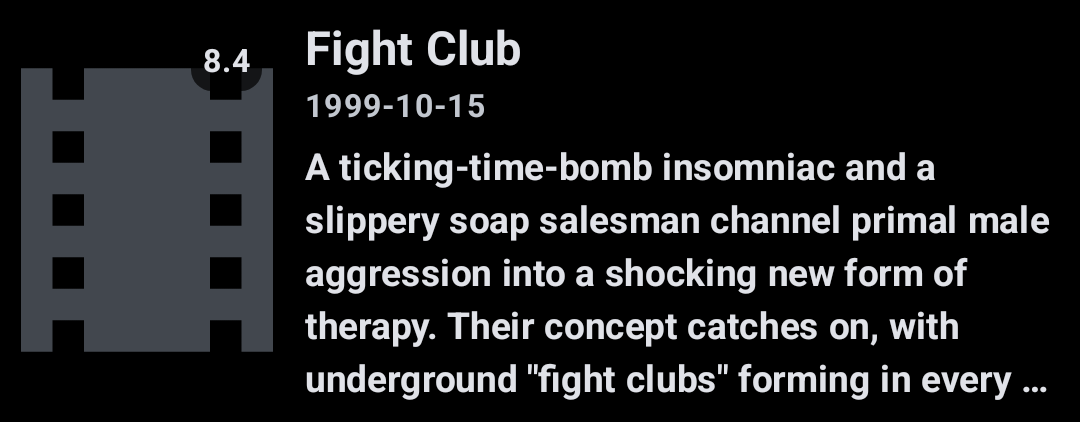 8.4
Fight Club
1999-10-15
A ticking-time-bomb insomniac and a
slippery soap salesman channel primal male
aggression into a shocking new form of
therapy. Their concept catches on, with
underground "fight clubs" forming in every …